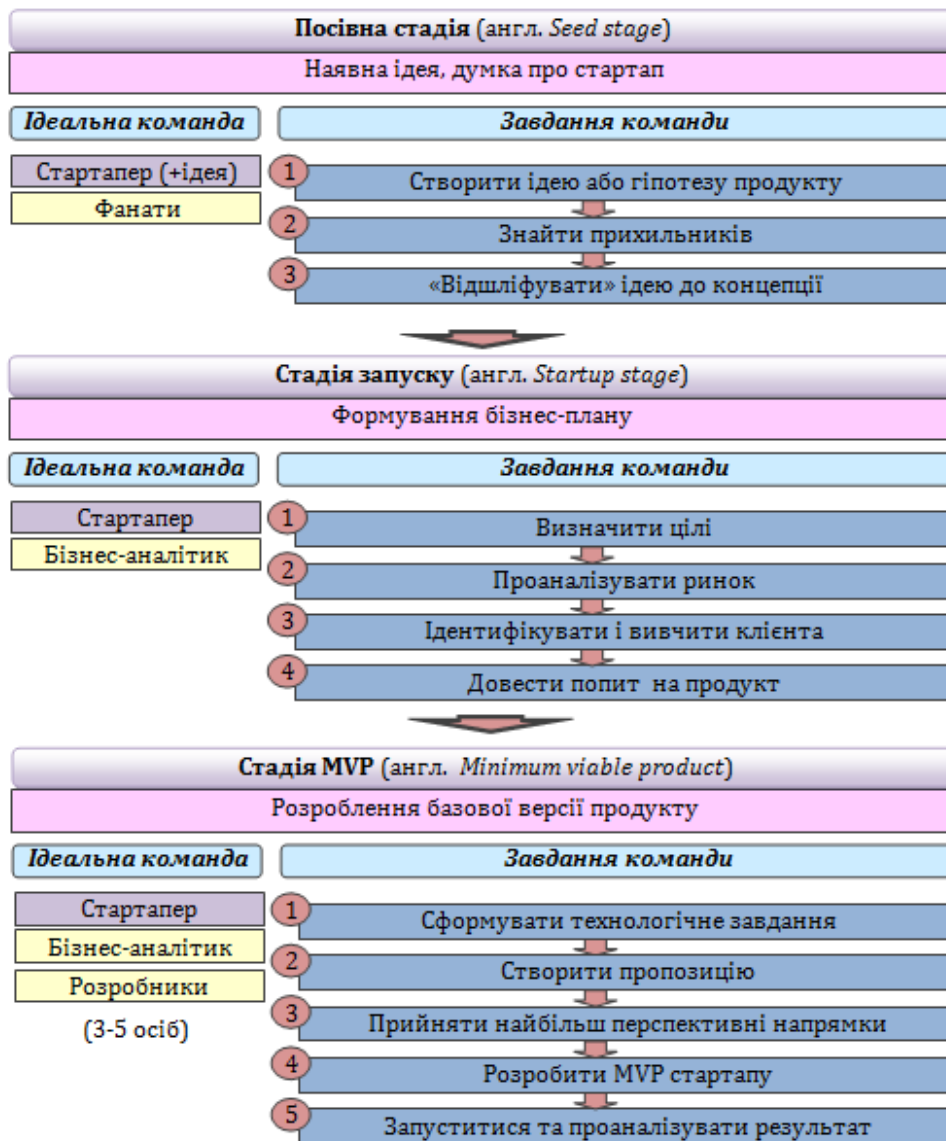 Посівна стадія (англ. Seed stage)
Наявна ідея, думка про стартап
Ідеальна команда
Завдання команди
Стартапер (+ідея)
Фанати
1
Створити ідею або гіпотезу продукту
2
Знайти прихильників
3
«Відшліфувати» ідею до концепції
Стадія запуску (англ. Startup stage)
Формування бізнес-плану
Ідеальна команда
Завдання команди
Стартапер
Бізнес-аналітик
1
Визначити цілі
2
Проаналізувати ринок
3
Ідентифікувати і вивчити клієнта
4
Довести попит на продукт
Стадія MVP (англ. Minimum viable product)
Розроблення базової версії продукту
Ідеальна команда
Завдання команди
Стартапер
Бізнес-аналітик
Розробники
(3-5 осіб)
1
Сформувати технологічне завдання
2
Створити пропозицію
3
Прийняти найбільш перспективні напрямки
4
Розробити MVP стартапу
5
Запуститися та проаналізувати результат